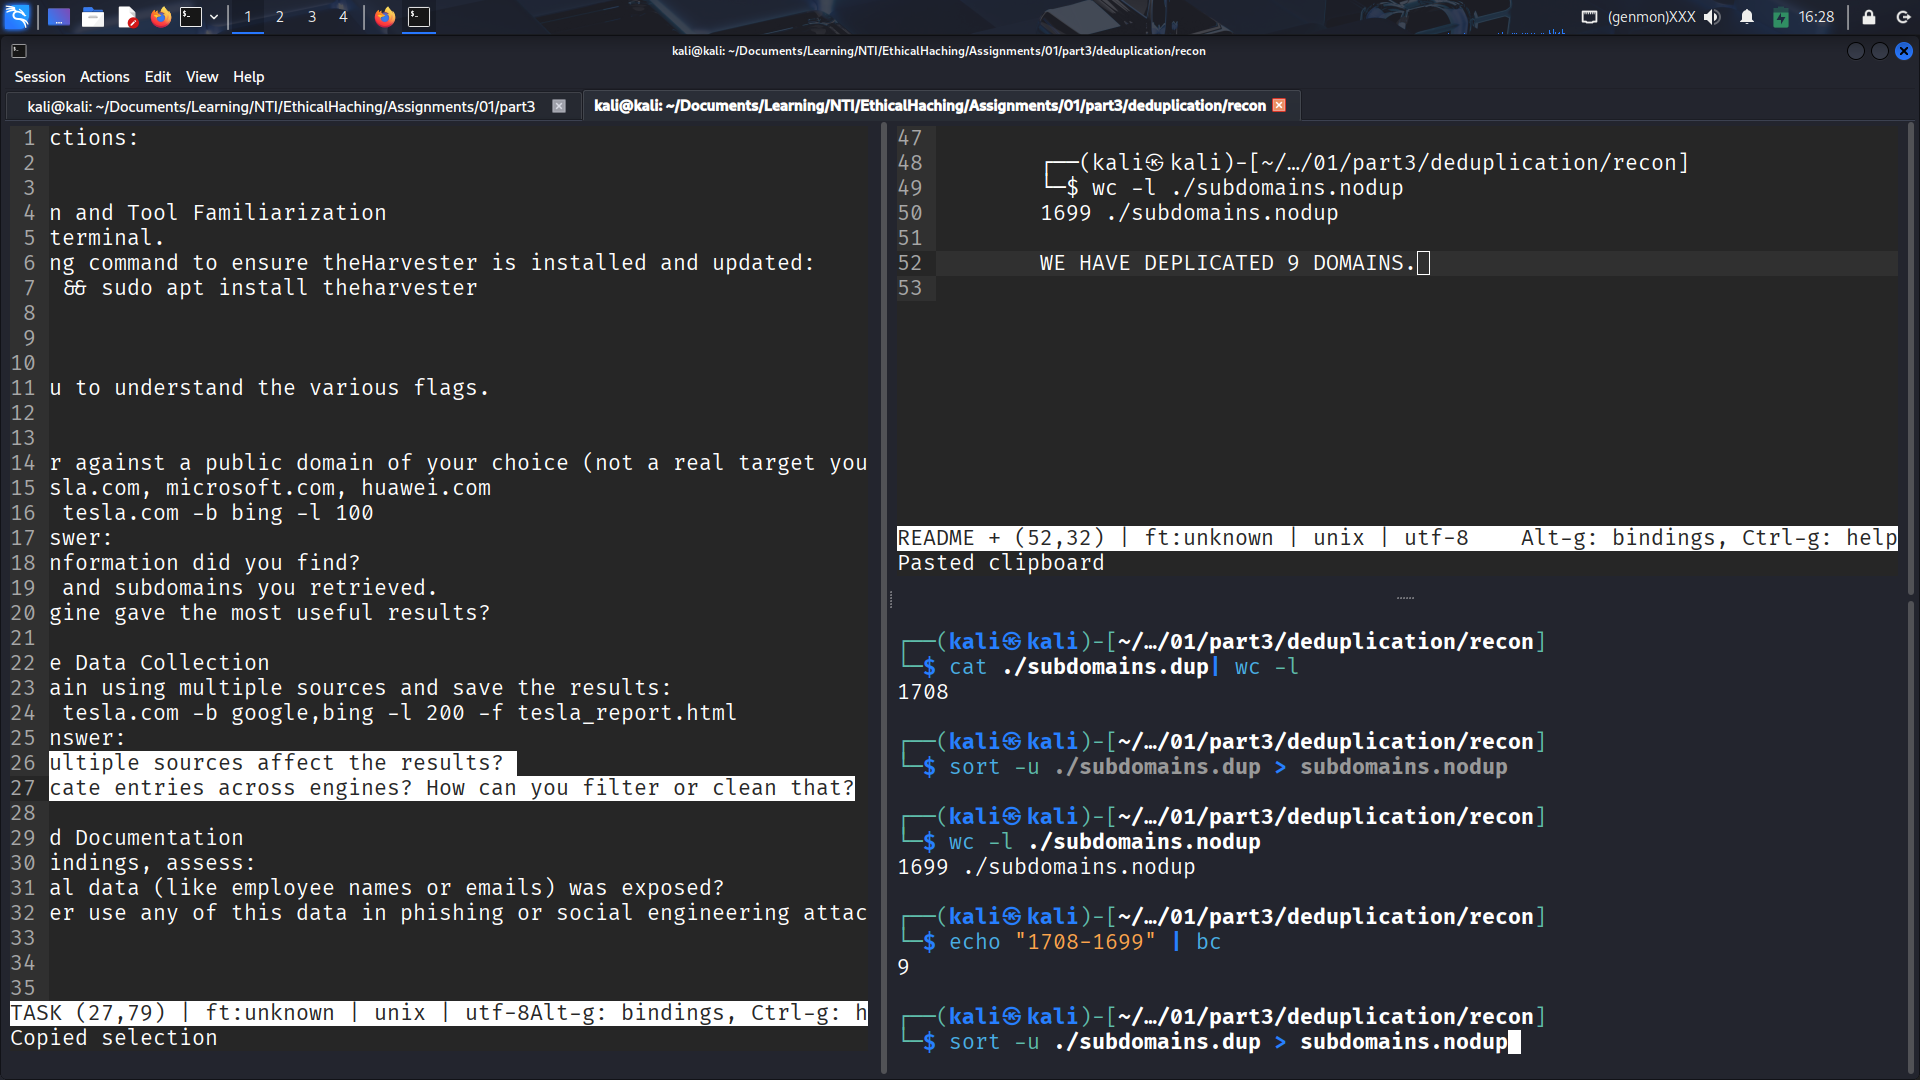 1 2 3 4 (genmon)XXX 16:28
kali@kali: ~/Documents/Learning/NTI/EthicalHaching/Assignments/01/part3/deduplication/recon
Session Actions Edit View Help
kali@kali: ~/Documents/Learning/NTI/EthicalHaching/Assignments/01/part3
kali@kali: ~/Documents/Learning/NTI/EthicalHaching/Assignments/01/part3/deduplication/recon
1 ctions:
2
3
4 n and Tool Familiarization
5 terminal.
6 ng command to ensure theHarvester is installed and updated:
7 && sudo apt install theharvester
8
9
10
11 u to understand the various flags.
12
13
14 r against a public domain of your choice (not a real target you
15 sla.com, microsoft.com, huawei.com
16 tesla.com -b bing -l 100
17 swer:
18 nformation did you find?
19 and subdomains you retrieved.
20 gine gave the most useful results?
21
22 e Data Collection
23 ain using multiple sources and save the results:
24 tesla.com -b google,bing -l 200 -f tesla_report.html
25 nswer:
26 ultiple sources affect the results?
27 cate entries across engines? How can you filter or clean that?
28
29 d Documentation
30 indings, assess:
31 al data (like employee names or emails) was exposed?
32 er use any of this data in phishing or social engineering attac
33
34
35
TASK (27,79) | ft:unknown | unix | utf-8Alt-g: bindings, Ctrl-g: h
Copied selection
47
48 ┌──(kali㉿kali)-[~/…/01/part3/deduplication/recon]
49 └─$ wc -l ./subdomains.nodup
50 1699 ./subdomains.nodup
51
52 WE HAVE DEPLICATED 9 DOMAINS.
53
README + (52,32) | ft:unknown | unix | utf-8 Alt-g: bindings, Ctrl-g: help
Pasted clipboard
┌──(kali㉿kali)-[~/…/01/part3/deduplication/recon]
└─$ cat ./subdomains.dup| wc -l
1708
┌──(kali㉿kali)-[~/…/01/part3/deduplication/recon]
└─$ sort -u ./subdomains.dup > subdomains.nodup
┌──(kali㉿kali)-[~/…/01/part3/deduplication/recon]
└─$ wc -l ./subdomains.nodup
1699 ./subdomains.nodup
┌──(kali㉿kali)-[~/…/01/part3/deduplication/recon]
└─$ echo "1708-1699" | bc
9
┌──(kali㉿kali)-[~/…/01/part3/deduplication/recon]
└─$ sort -u ./subdomains.dup > subdomains.nodup